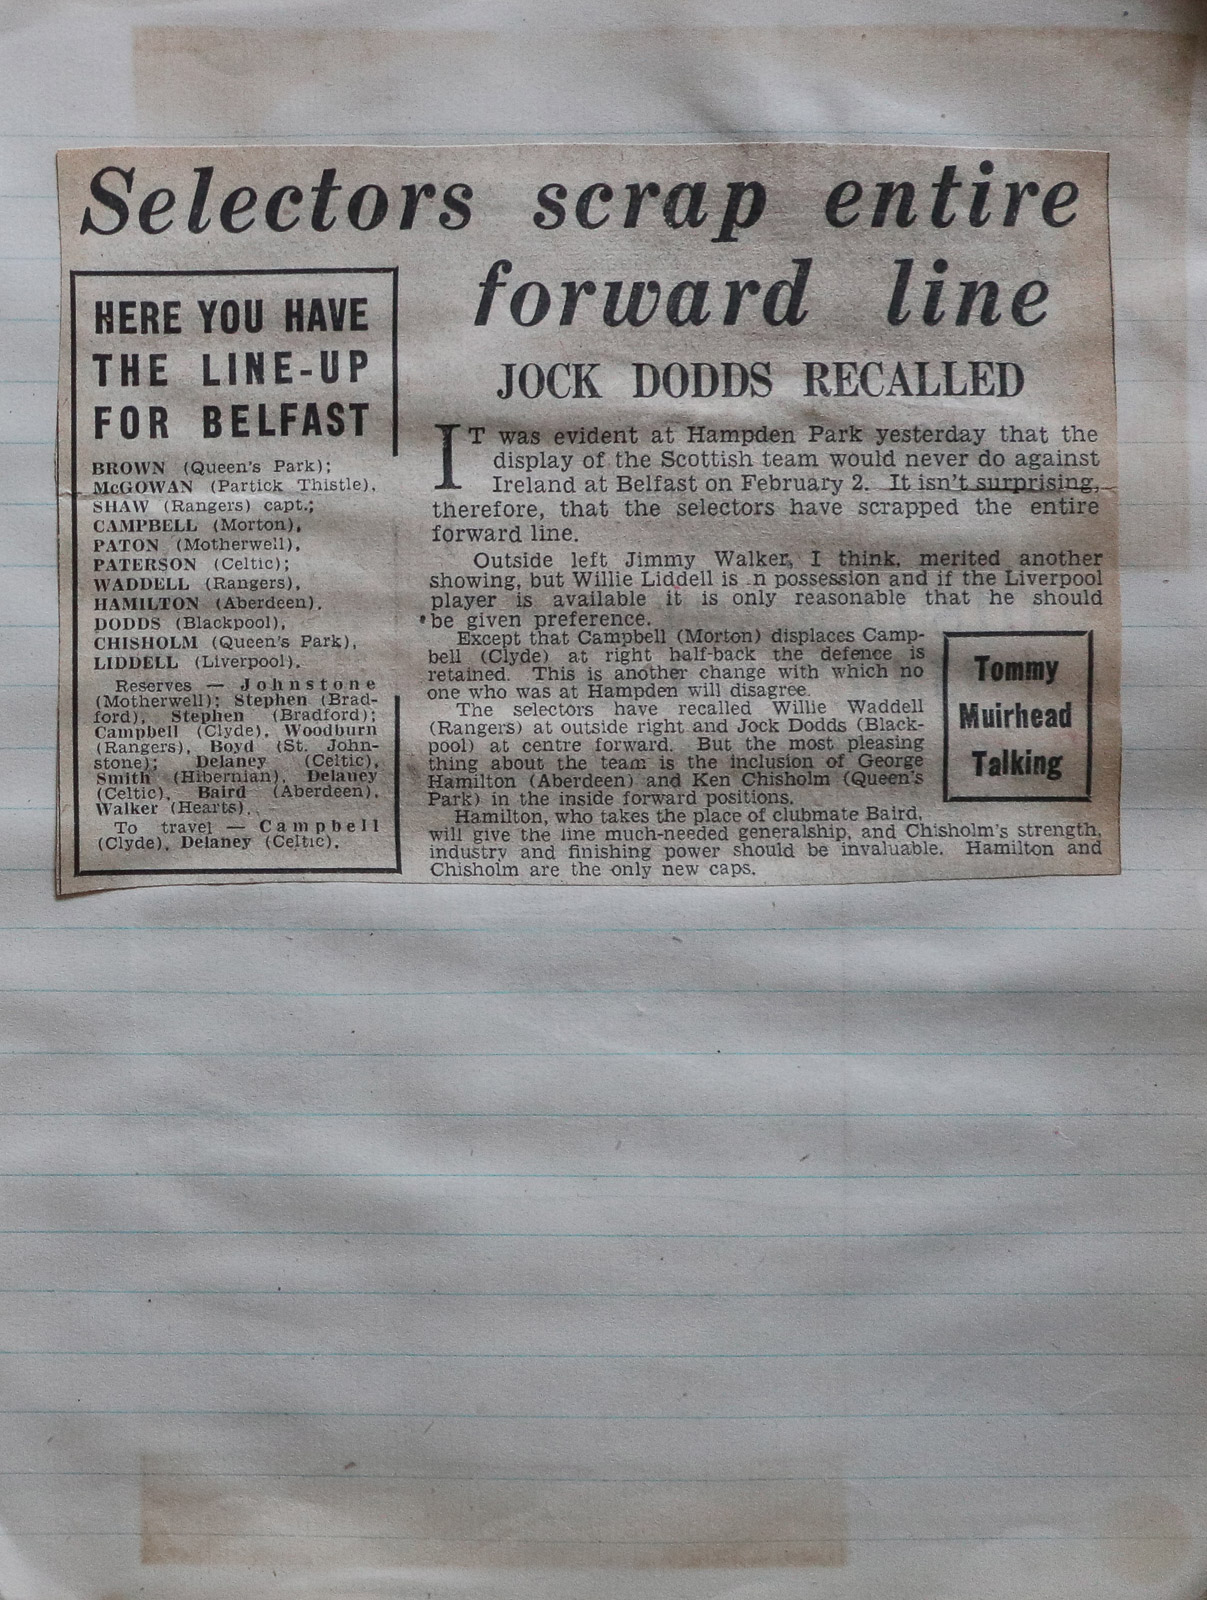 Selectors scrap entire
forward line
JOCK DODDS RECALLED
HERE YOU HAVE
THE LINE-UP
FOR BELFAST
BROWN (Queen's Park);
McGOWAN (Partick Thistle),
SHAW (Rangers) capt.;
CAMPBELL (Morton),
PATON (Motherwell),
PATERSON (Celtic);
WADDELL (Rangers),
HAMILTON (Aberdeen),
DODDS (Blackpool),
CHISHOLM (Queen's Park),
LIDDELL (Liverpool).
Reserves — Johnstone
(Motherwell); Stephen (Brad-
ford), Stephen (Bradford);
Campbell (Clyde), Woodburn
(Rangers), Boyd (St. John-
stone); Delaney (Celtic),
Smith (Hibernian), Delaney
(Celtic), Baird (Aberdeen),
Walker (Hearts).
To travel — Campbell
(Clyde), Delaney (Celtic).
IT was evident at Hampden Park yesterday that the
display of the Scottish team would never do against
Ireland at Belfast on February 2. It isn't surprising,
therefore, that the selectors have scrapped the entire
forward line.
Outside left Jimmy Walker, I think, merited another
showing, but Willie Liddell is n possession and if the Liverpool
player is available it is only reasonable that he should
be given preference.
Except that Campbell (Morton) displaces Camp-
bell (Clyde) at right half-back the defence is
retained. This is another change with which no
one who was at Hampden will disagree.
The selectors have recalled Willie Waddell
(Rangers) at outside right and Jock Dodds (Black-
pool) at centre forward. But the most pleasing
thing about the team is the inclusion of George
Hamilton (Aberdeen) and Ken Chisholm (Queen's
Park) in the inside forward positions.
Hamilton, who takes the place of clubmate Baird,
will give the line much-needed generalship, and Chisholm's strength,
industry and finishing power should be invaluable. Hamilton and
Chisholm are the only new caps.
Tommy
Muirhead
Talking